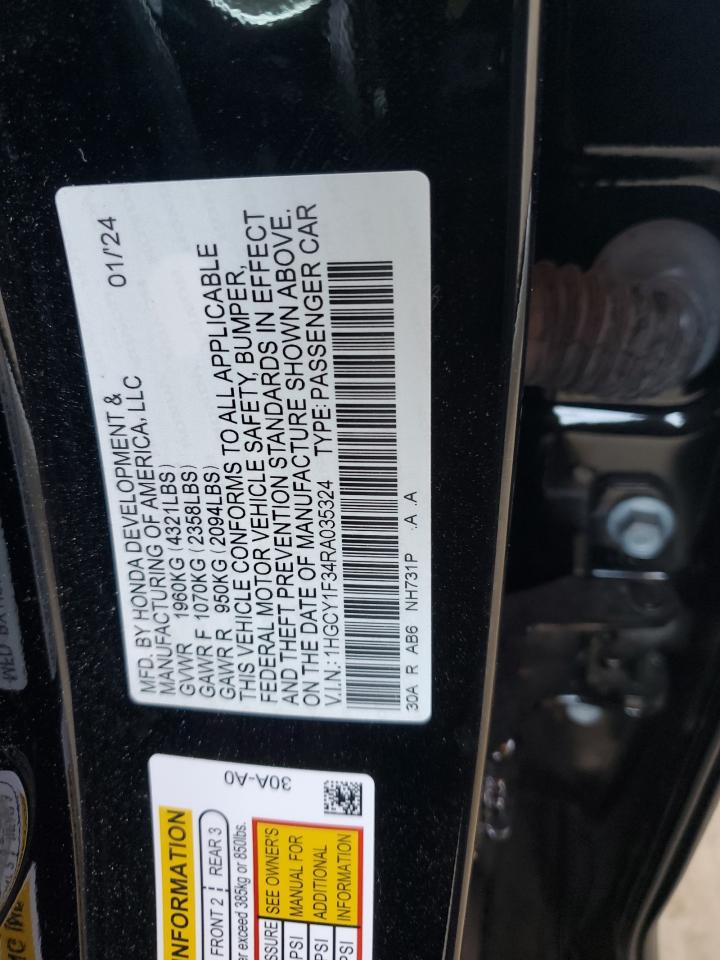 MFD. BY HONDA DEVELOPMENT & 01/'24
MANUFACTURING OF AMERICA, LLC
GVWR 1960KG (4321LBS)
GAWR F 1070KG (2358LBS)
GAWR R 950KG (2094LBS)
THIS VEHICLE CONFORMS TO ALL APPLICABLE
FEDERAL MOTOR VEHICLE SAFETY, BUMPER,
AND THEFT PREVENTION STANDARDS IN EFFECT
ON THE DATE OF MANUFACTURE SHOWN ABOVE.
V.I.N.: 1HGCY1F34RA035324 TYPE: PASSENGER CAR
30A R AB6 NH731P .A .A
30A-A0
INFORMATION
FRONT 2 REAR 3
exceed 385kg or 850lbs.
SEE OWNER'S
PSI MANUAL FOR
PSI ADDITIONAL
PSI INFORMATION